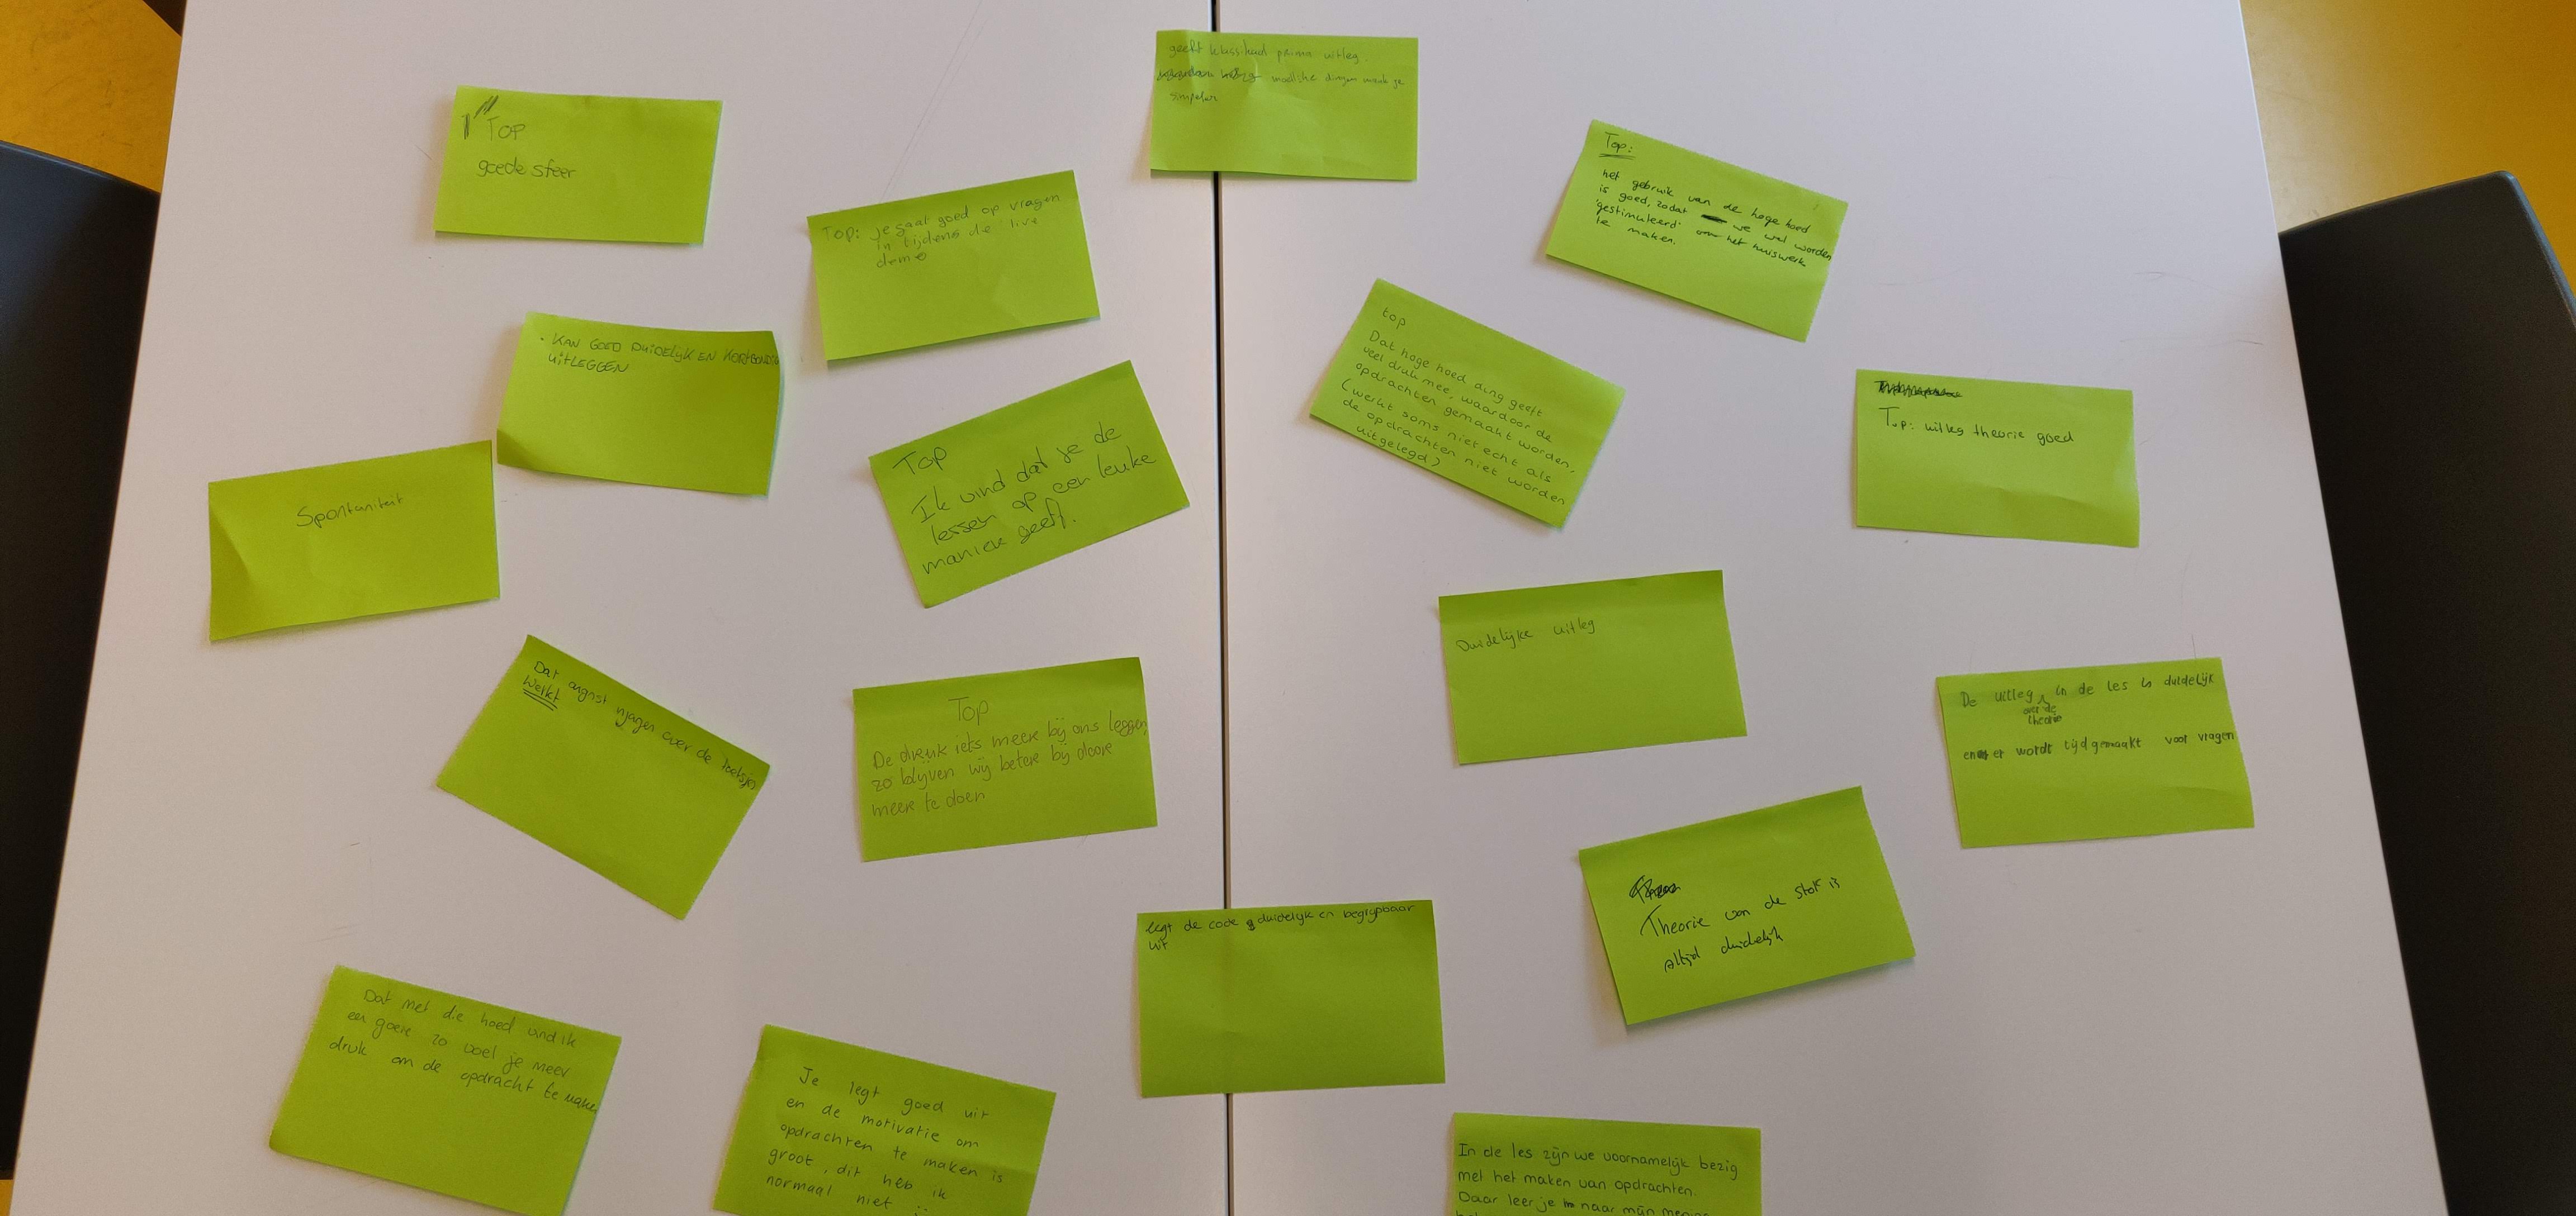 Top
goede sfeer
geeft klassikaal prima uitleg.
moeilijke dingen maak je
simpeler
Top: je gaat goed op vragen
in tijdens de live
demo
Top:
het gebruik van de hoge hoed
is goed, zodat we wel worden
'gestimuleerd' om het huiswerk
te maken.
• KAN GOED DUIDELIJK EN KORTBONDIG
UITLEGGEN
top
Dat hoge hoed ding geeft
veel druk mee, waardoor de
opdrachten gemaakt worden.
(werkt soms niet echt als
de opdrachten niet worden
uitgelegd)
Top: uitleg theorie goed
Spontaniteit
Top
Ik vind dat je de
lessen op een leuke
manier geeft.
Duidelijke uitleg
Dat angnst njagen over de toetsjes
werkt
Top
De druk iets meer bij ons leggen,
zo blijven wij beter bij door
meer te doen
De uitleg over de theorie in de les is duidelijk
en er wordt tijd gemaakt voor vragen
Theorie van de stof is
altijd duidelijk
legt de code duidelijk en begrijpbaar
uit
Dat met die hoed vind ik
een goeie zo voel je meer
druk om de opdracht te maken
Je legt goed uit
en de motivatie om
opdrachten te maken is
groot, dit heb ik
normaal niet
In de les zijn we voornamelijk bezig
met het maken van opdrachten.
Daar leer je naar mijn mening